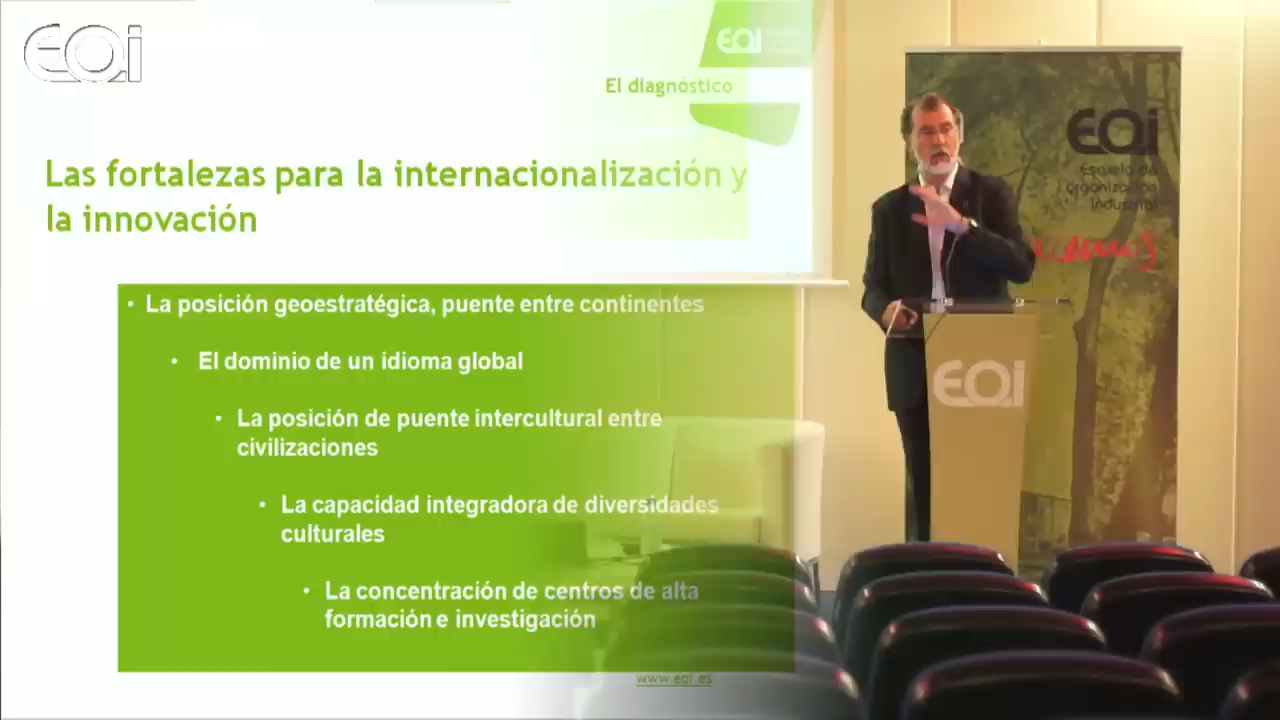 EOi
EOi
El diagnóstico
Las fortalezas para la internacionalización y
la innovación
• La posición geoestratégica, puente entre continentes
• El dominio de un idioma global
• La posición de puente intercultural entre
civilizaciones
• La capacidad integradora de diversidades
culturales
• La concentración de centros de alta
formación e investigación
www.eoi.es
EOi
Escuela de
organización
industrial
EOi